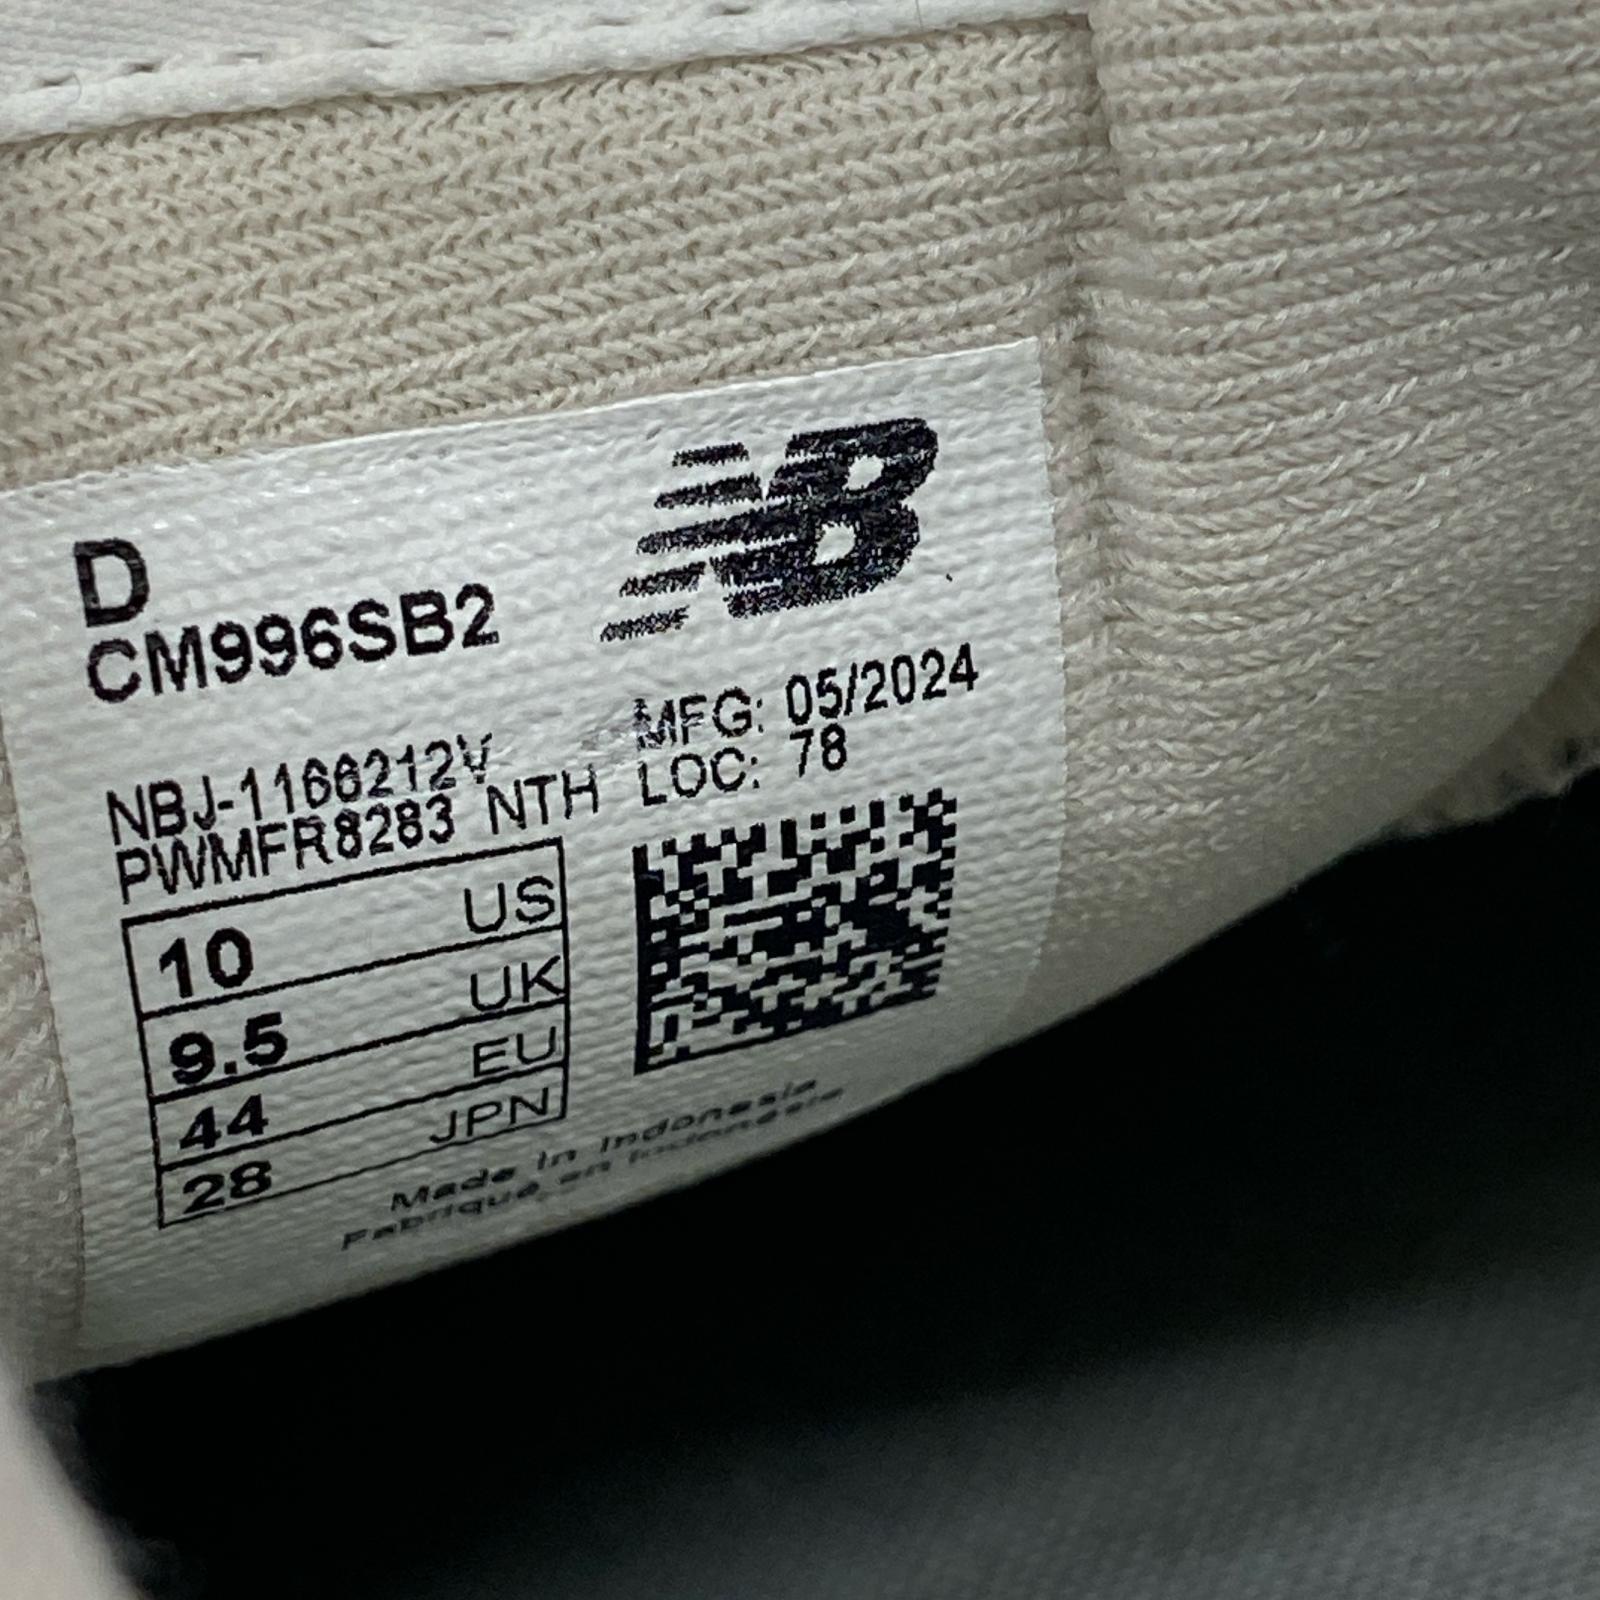 D
CM996SB2
NB
MFG: 05/2024
LOC: 78
NBJ-1166212V
PWMFR8283 NTH
10 US
9.5 UK
44 EU
28 JPN
Made in Indonesia
Fabriqué en Indonésie